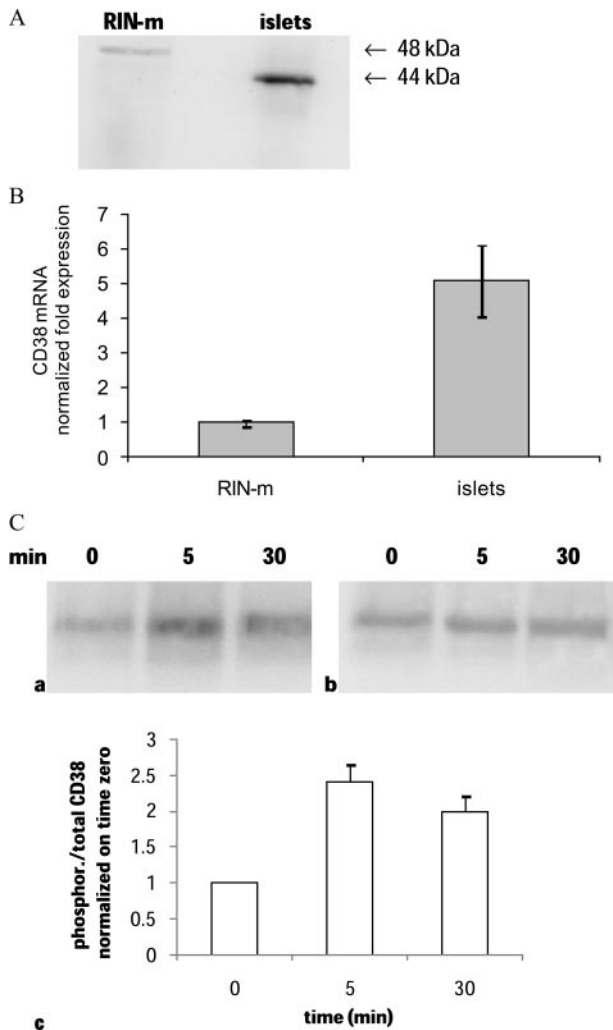 A
RIN-m islets
← 48 kDa
← 44 kDa
B
CD38 mRNA
normalized fold expression
7
6
5
4
3
2
1
0
RIN-m islets
C
min 0 5 30 0 5 30
a b
phosphor./total CD38
normalized on time zero
3
2.5
2
1.5
1
0.5
0
0 5 30
time (min)
c